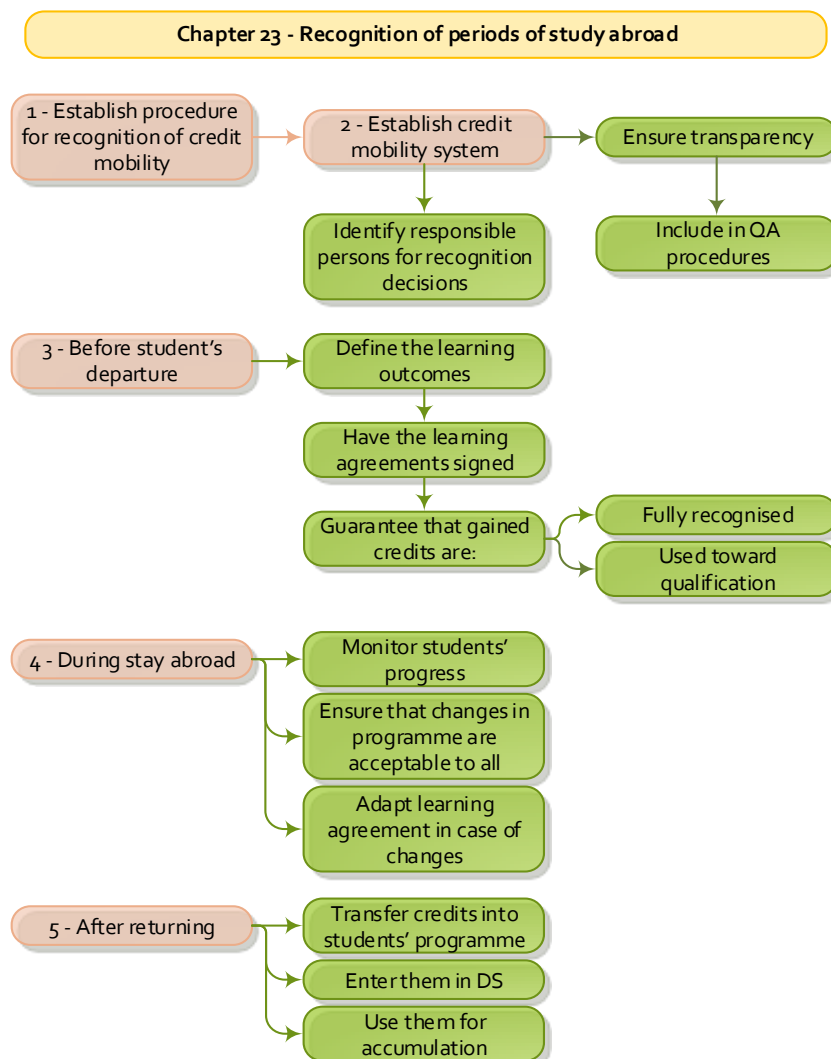 Chapter 23 - Recognition of periods of study abroad
1 - Establish procedure
for recognition of credit
mobility
2 - Establish credit
mobility system
Ensure transparency
Identify responsible
persons for recognition
decisions
Include in QA
procedures
3 - Before student’s
departure
Define the learning
outcomes
Have the learning
agreements signed
Guarantee that gained
credits are:
Fully recognised
Used toward
qualification
4 - During stay abroad
Monitor students’
progress
Ensure that changes in
programme are
acceptable to all
Adapt learning
agreement in case of
changes
5 - After returning
Transfer credits into
students’ programme
Enter them in DS
Use them for
accumulation